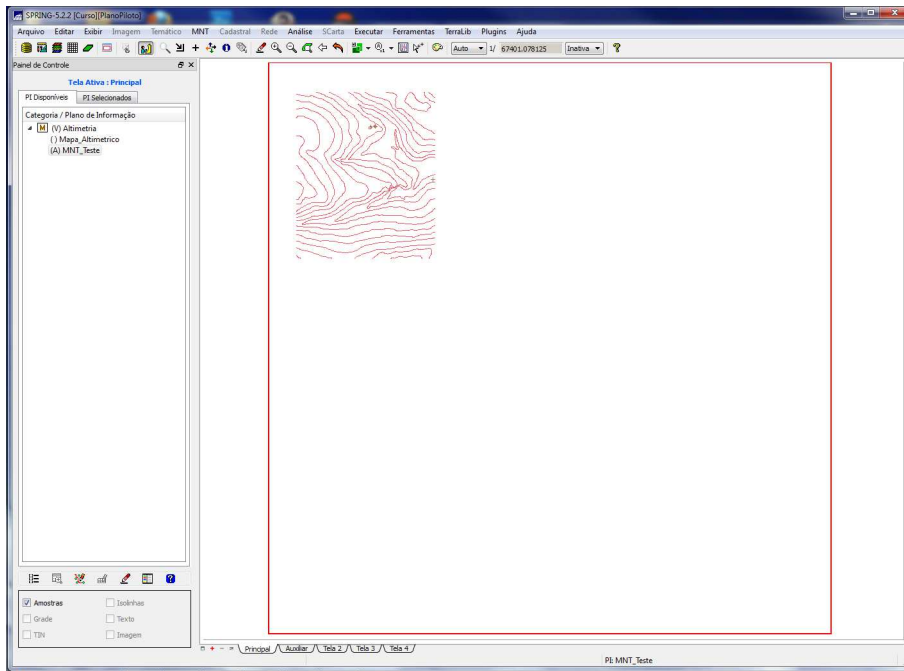 SPRING-5.2.2 [Curso][PlanoPiloto]
Arquivo Editar Exibir Imagem Temático MNT Cadastral Rede Análise SCarta Executar Ferramentas TerraLib Plugins Ajuda
Auto 1/ 67401.078125 Inativa
Painel de Controle
Tela Ativa : Principal
PI Disponíveis PI Selecionados
Categoria / Plano de Informação
M (V) Altimetria
( ) Mapa_Altimetrico
(A) MNT_Teste
Amostras Isolinhas
Grade Texto
TIN Imagem
Principal Auxiliar Tela 2 Tela 3 Tela 4
PI: MNT_Teste